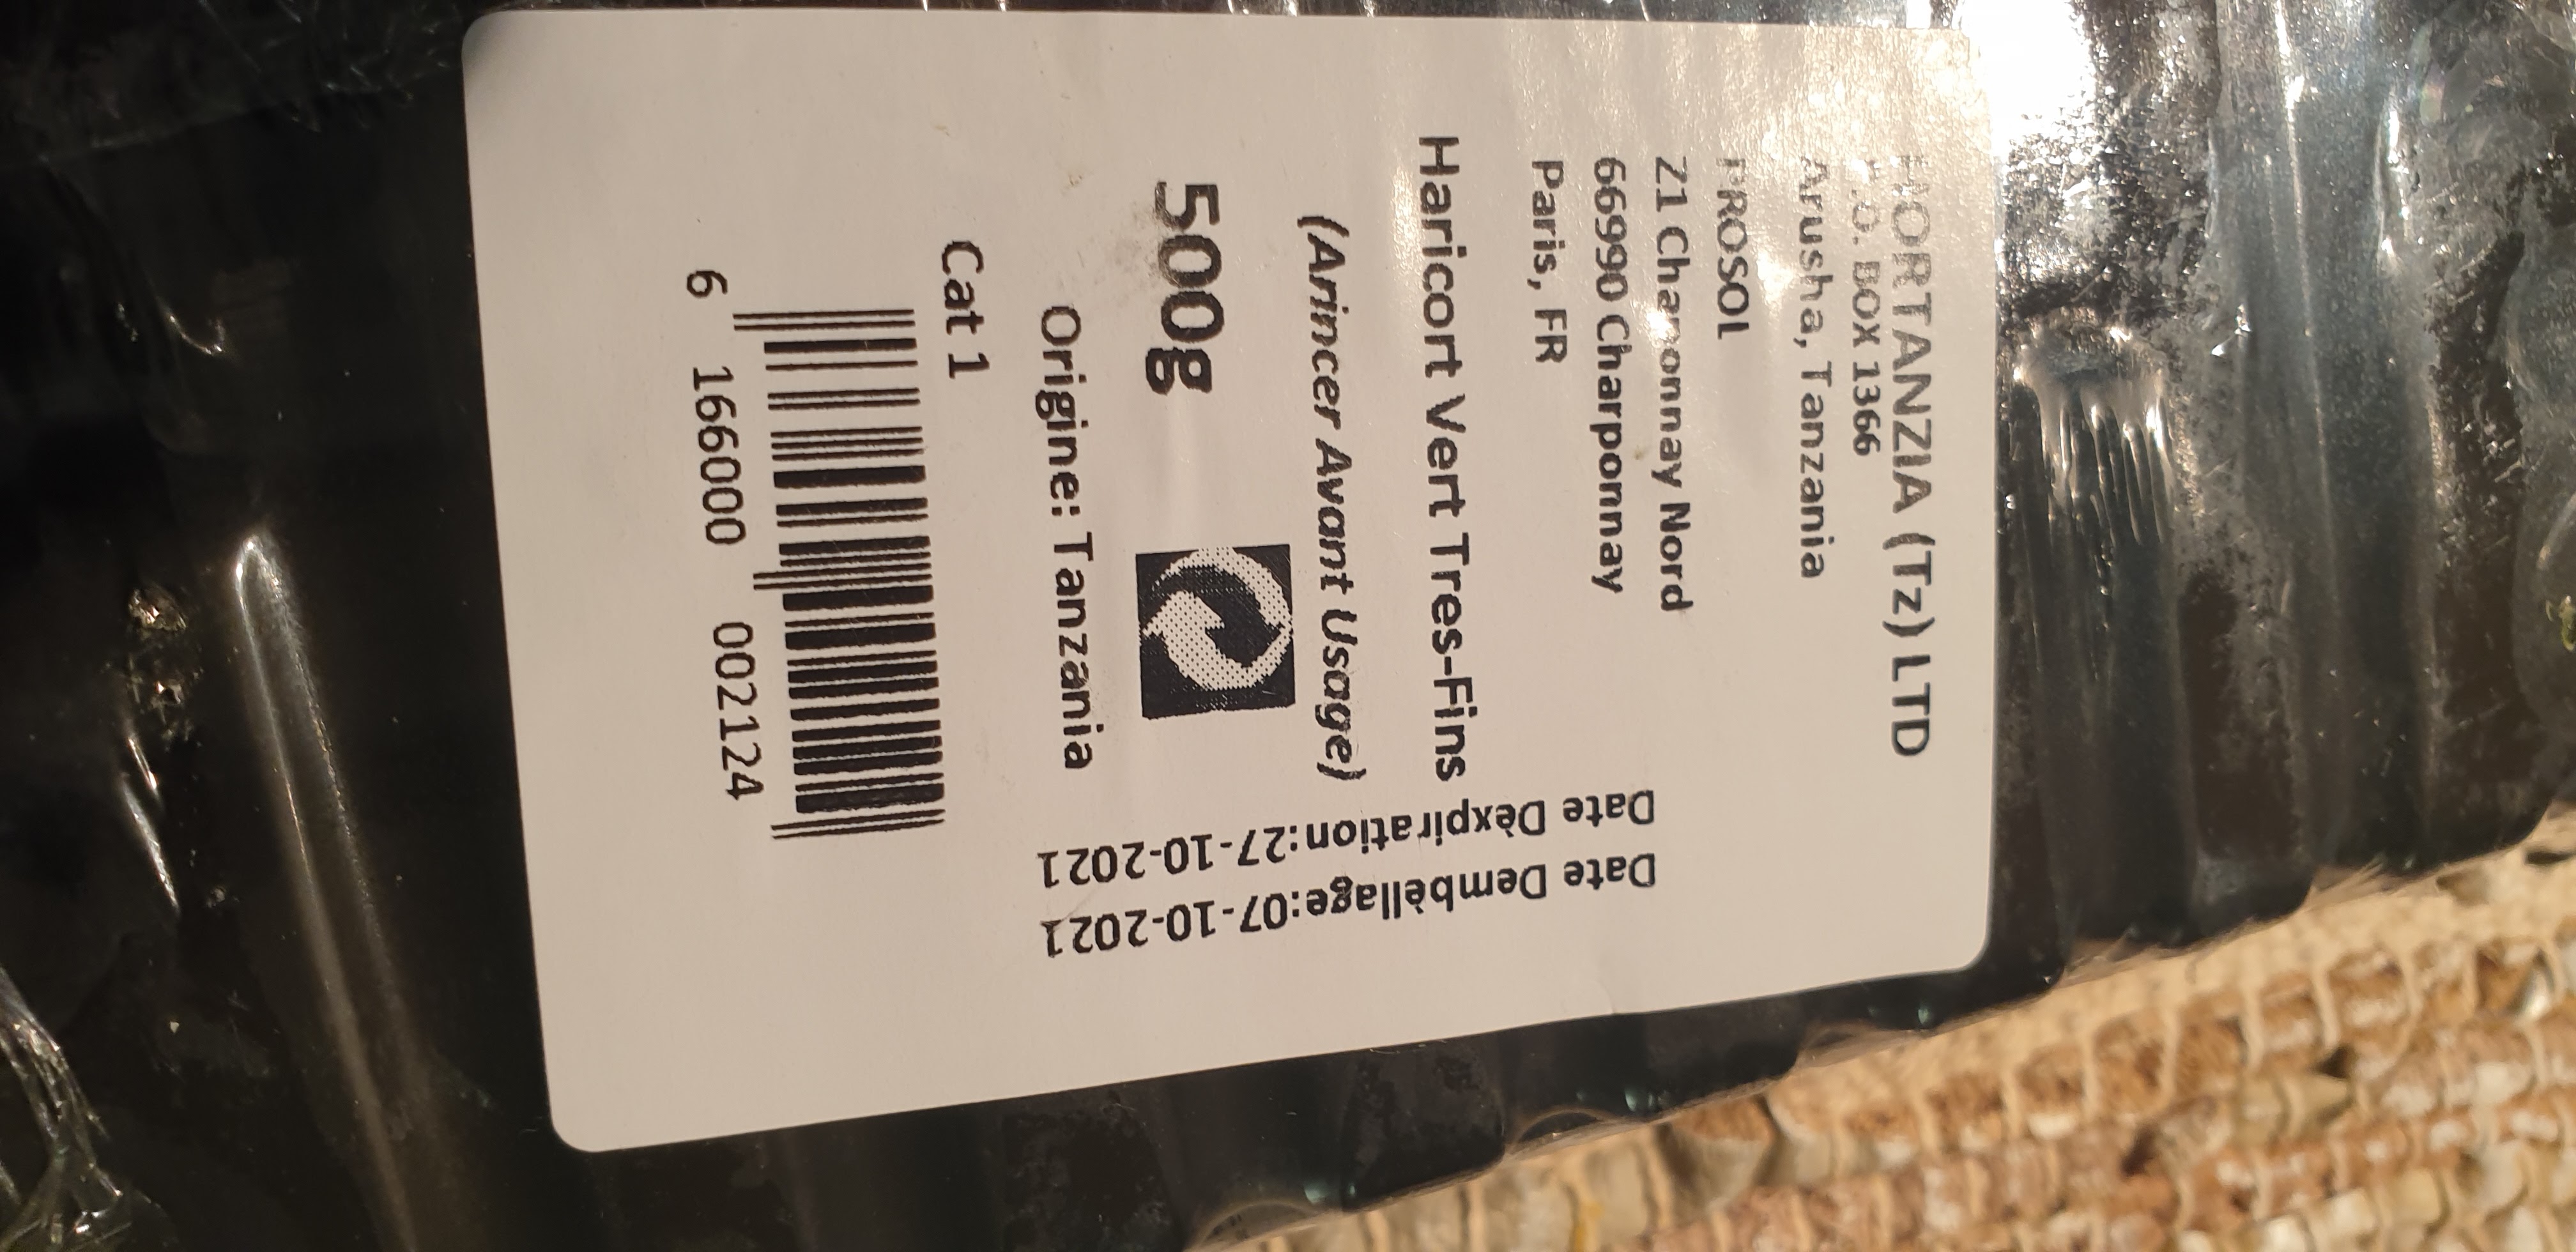 HORTANZIA (Tz) LTD
P.O. BOX 1366
Arusha, Tanzania
PROSOL
Z1 Charponnay Nord
66990 Charponnay
Paris, FR
Haricort Vert Tres-Fins
(Arincer Avant Usage)
500g
Origine: Tanzania
Cat 1
6 166000 002124
Date Dembèllage:07-10-2021
Date Dèxpiration:27-10-2021